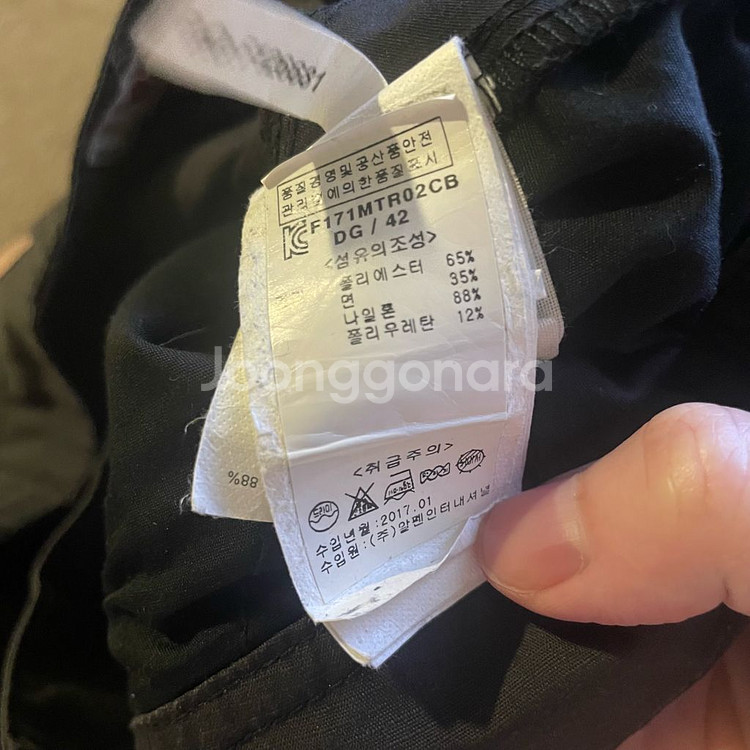 품질경영및공산품안전
관리법에의한품질표시
F171MTR02CB
DG / 42
<섬유의조성>
폴리에스터 65%
면 35%
나일론 88%
폴리우레탄 12%
Joonggonara
88%
<취급주의>
드라이
수입년월:2017.01
수입원:(주)알펜인터내셔널